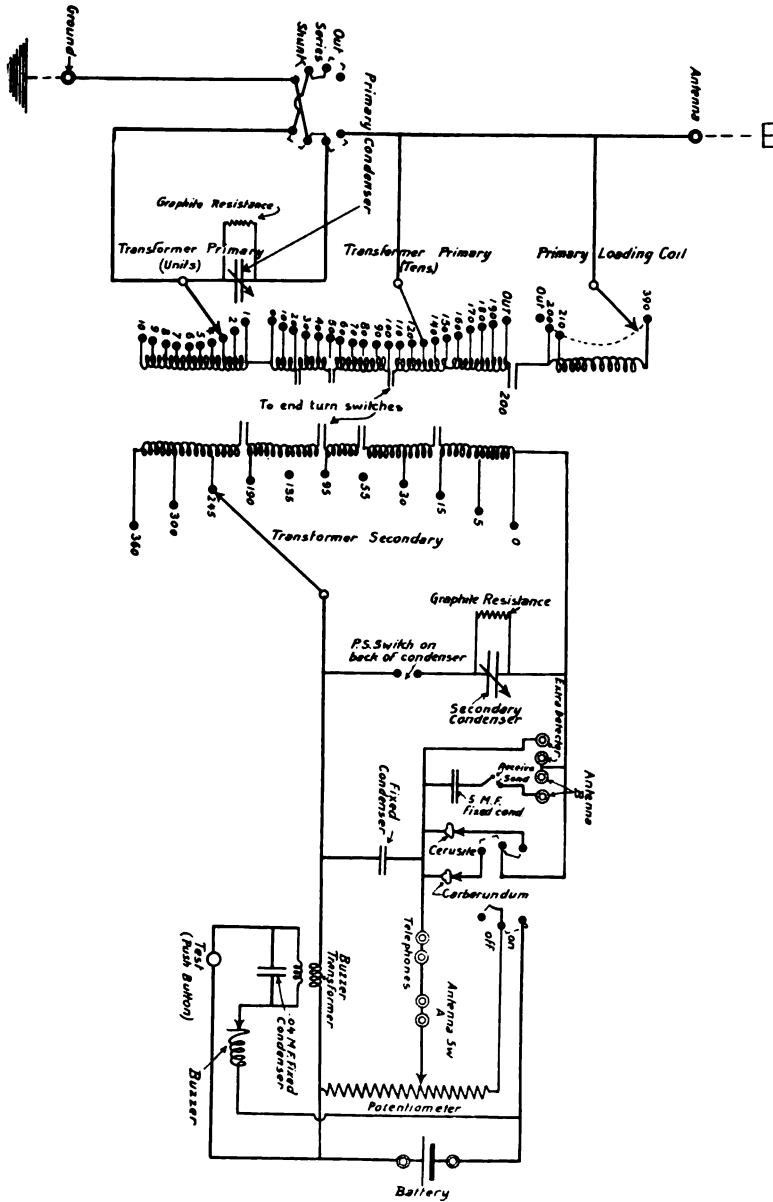 Antenna
Ground
Out
Series
Shunt
Primary Condenser
Graphite Resistance
Transformer Primary
(Units)
Transformer Primary
(Tens)
Primary Loading Coil
10
9
8
7
6
5
2
1
0
10
20
30
40
50
60
70
80
90
100
110
120
140
150
160
170
180
190
Out
Out
200
210
390
200
To end turn switches
360
300
245
190
135
95
55
30
15
5
0
Transformer Secondary
Graphite Resistance
P.S. Switch on
back of condenser
Secondary
Condenser
Extra Detector
Antenna
B
Receive
Send
5 M.F.
fixed cond
Fixed
Condenser
Cerusite
Carborundum
on
off
Telephones
Antenna Sw
A
Test
(Push Button)
Buzzer
Transformer
.04 M.F. Fixed
Condenser
Buzzer
Potentiometer
Battery